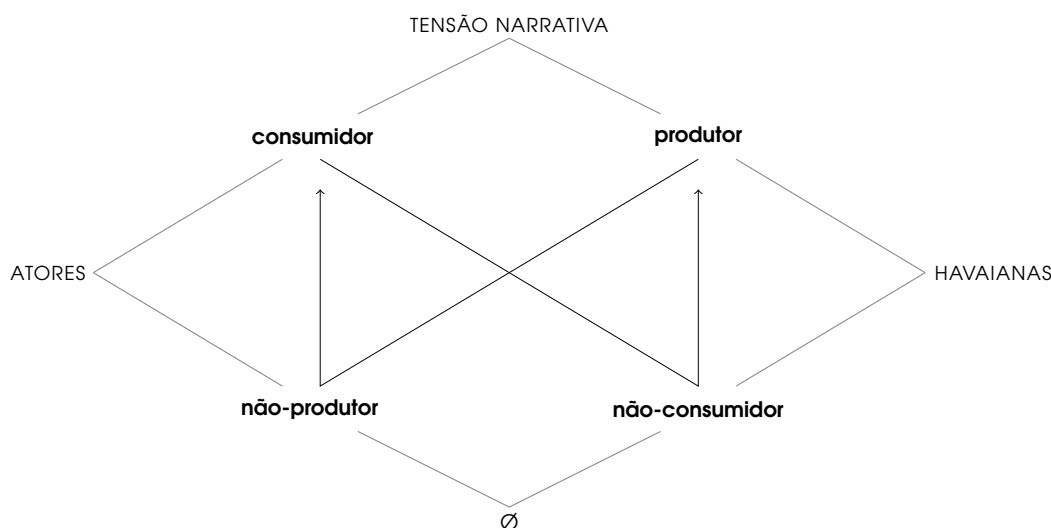 TENSÃO NARRATIVA
consumidor
produtor
ATORES
HAVAIANAS
não-produtor
não-consumidor
Ø